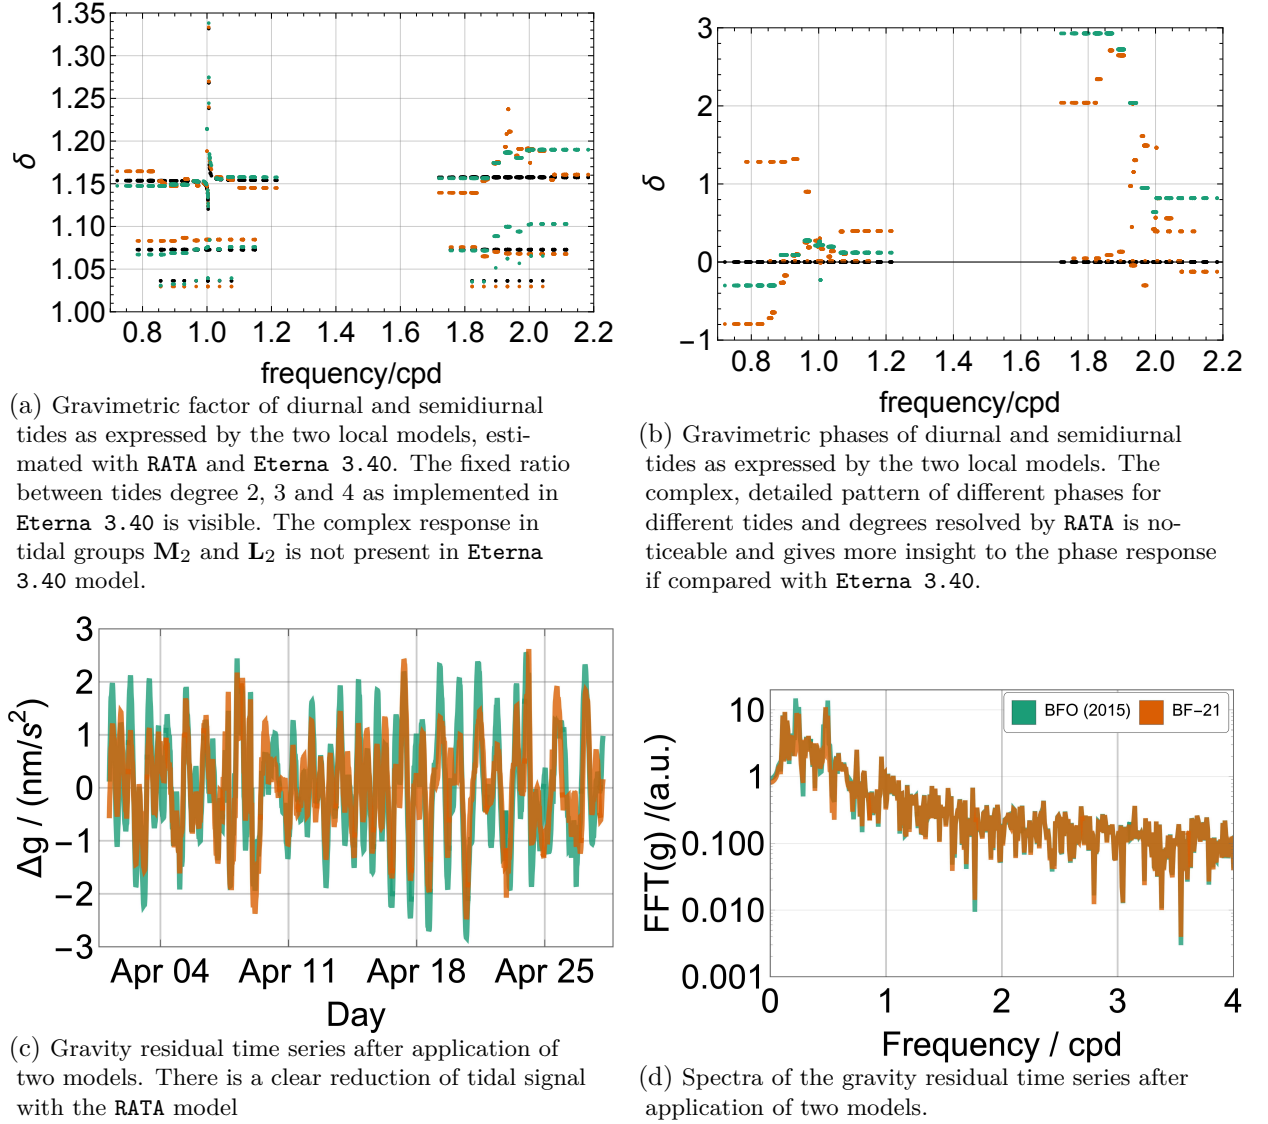 1.35
1.30
1.25
1.20
1.15
1.10
1.05
1.00
δ
0.8 1.0 1.2 1.4 1.6 1.8 2.0 2.2
frequency/cpd
(a) Gravimetric factor of diurnal and semidiurnal
tides as expressed by the two local models, esti-
mated with RATA and Eterna 3.40. The fixed ratio
between tides degree 2, 3 and 4 as implemented in
Eterna 3.40 is visible. The complex response in
tidal groups M₂ and L₂ is not present in Eterna
3.40 model.
3
2
1
0
−1
δ
0.8 1.0 1.2 1.4 1.6 1.8 2.0 2.2
frequency/cpd
(b) Gravimetric phases of diurnal and semidiurnal
tides as expressed by the two local models. The
complex, detailed pattern of different phases for
different tides and degrees resolved by RATA is no-
ticeable and gives more insight to the phase response
if compared with Eterna 3.40.
3
2
1
0
−1
−2
−3
Δg / (nm/s²)
Apr 04 Apr 11 Apr 18 Apr 25
Day
(c) Gravity residual time series after application of
two models. There is a clear reduction of tidal signal
with the RATA model
BFO (2015) BF−21
10
1
0.100
0.010
0.001
FFT(g) /(a.u.)
0 1 2 3 4
Frequency / cpd
(d) Spectra of the gravity residual time series after
application of two models.